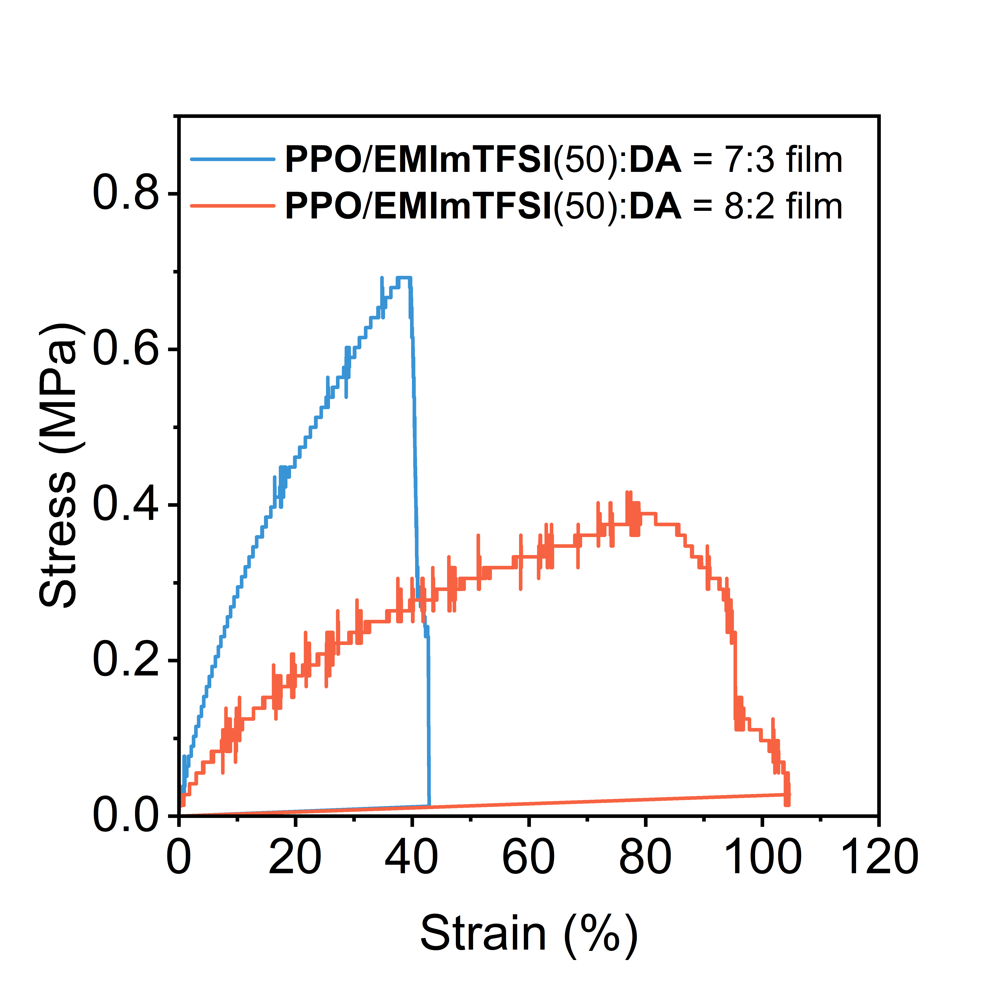 PPO/EMImTFSI(50):DA = 7:3 film
PPO/EMImTFSI(50):DA = 8:2 film
0.8
0.6
0.4
0.2
0.0
Stress (MPa)
0 20 40 60 80 100 120
Strain (%)